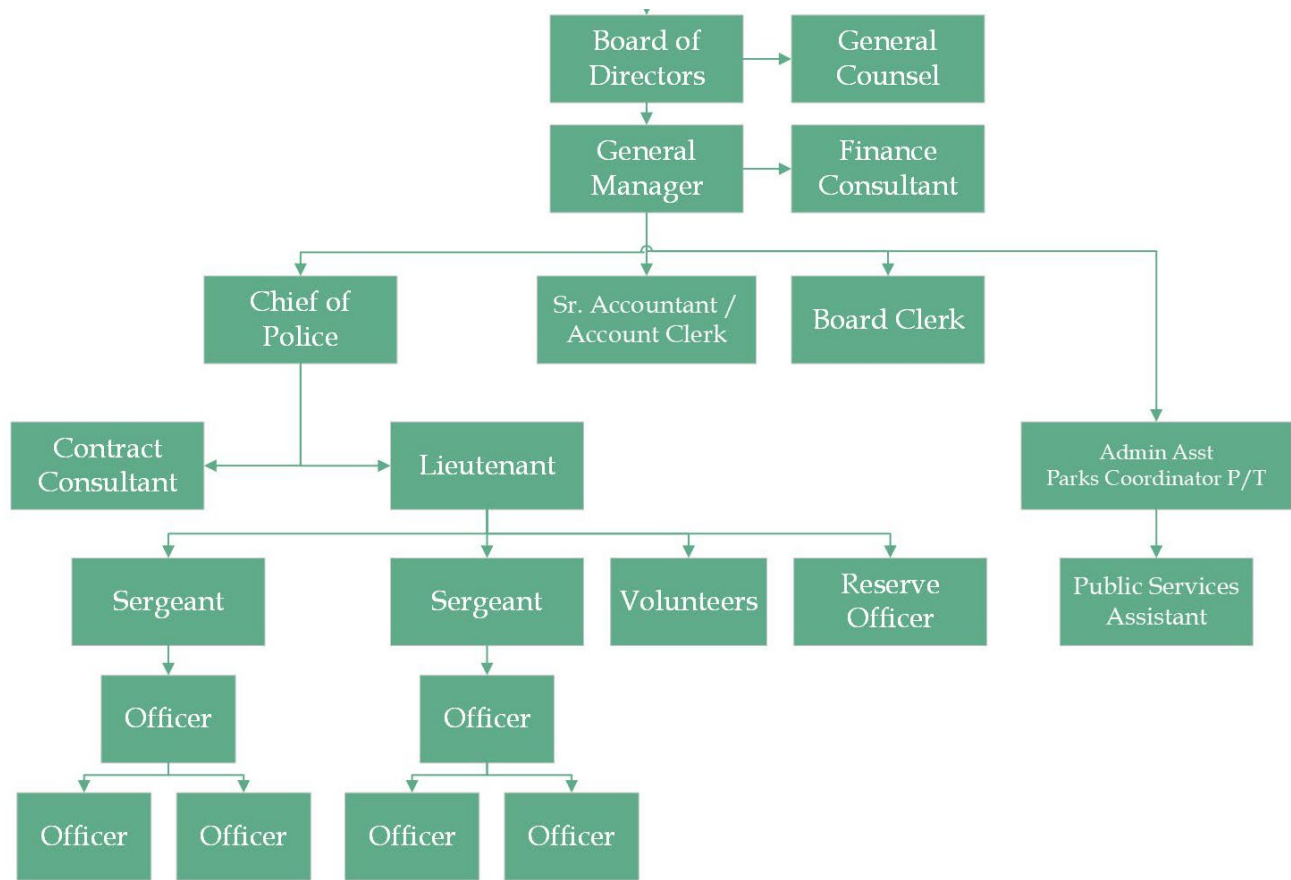 Board of
Directors
General
Counsel
General
Manager
Finance
Consultant
Chief of
Police
Sr. Accountant /
Account Clerk
Board Clerk
Contract
Consultant
Lieutenant
Admin Asst
Parks Coordinator P/T
Sergeant
Sergeant
Volunteers
Reserve
Officer
Public Services
Assistant
Officer
Officer
Officer
Officer
Officer
Officer